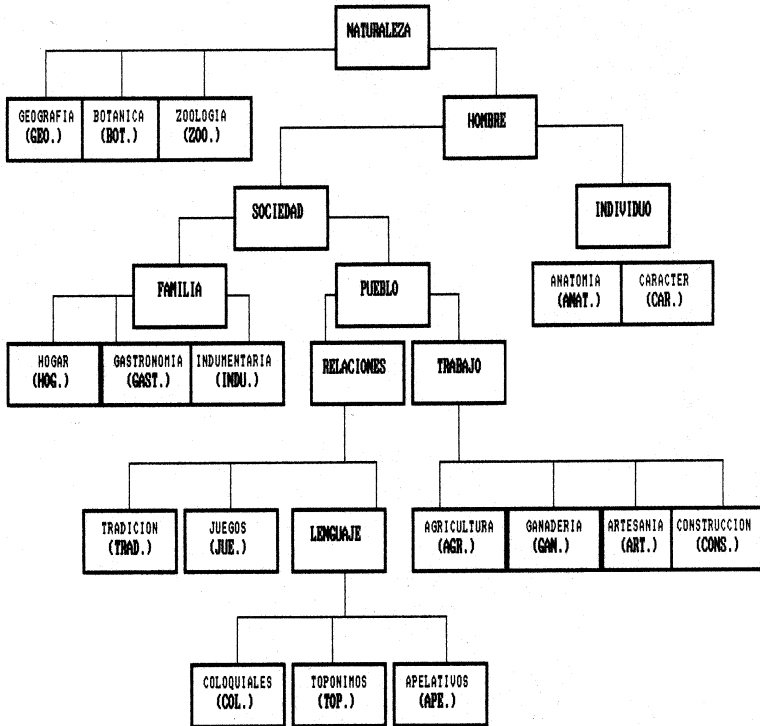 NATURALEZA
GEOGRAFIA
(GEO.)
BOTANICA
(BOT.)
ZOOLOGIA
(ZOO.)
HOMBRE
SOCIEDAD
INDIVIDUO
FAMILIA
PUEBLO
ANATOMIA
(ANAT.)
CARACTER
(CAR.)
HOGAR
(HOG.)
GASTRONOMIA
(GAST.)
INDUMENTARIA
(INDU.)
RELACIONES
TRABAJO
TRADICION
(TRAD.)
JUEGOS
(JUE.)
LENGUAJE
AGRICULTURA
(AGR.)
GANADERIA
(GAN.)
ARTESANIA
(ART.)
CONSTRUCCION
(CONS.)
COLOQUIALES
(COL.)
TOPONIMOS
(TOP.)
APELATIVOS
(APE.)